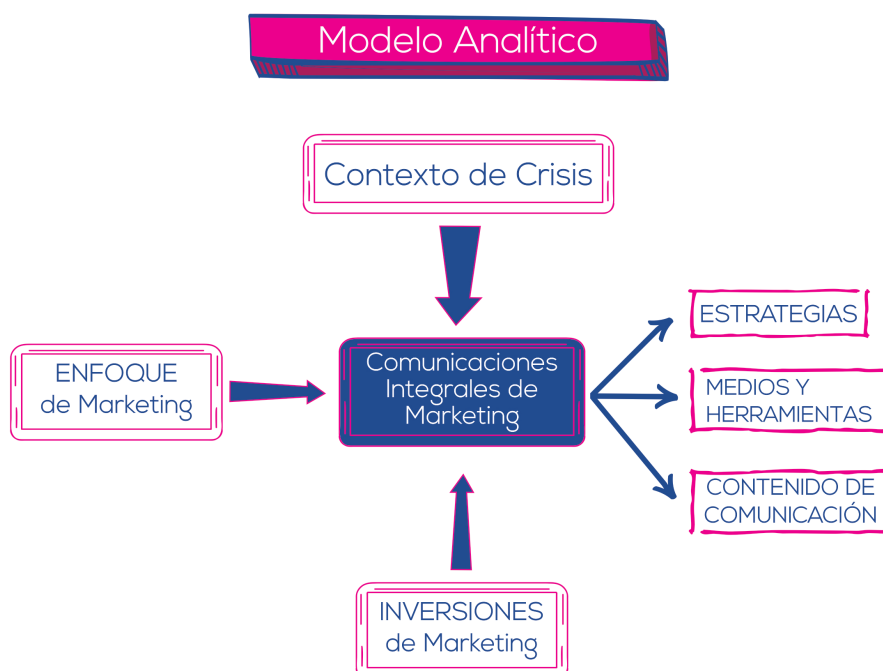 Modelo Analítico
Contexto de Crisis
ESTRATEGIAS
ENFOQUE
de Marketing
Comunicaciones
Integrales de
Marketing
MEDIOS Y
HERRAMIENTAS
CONTENIDO DE
COMUNICACIÓN
INVERSIONES
de Marketing